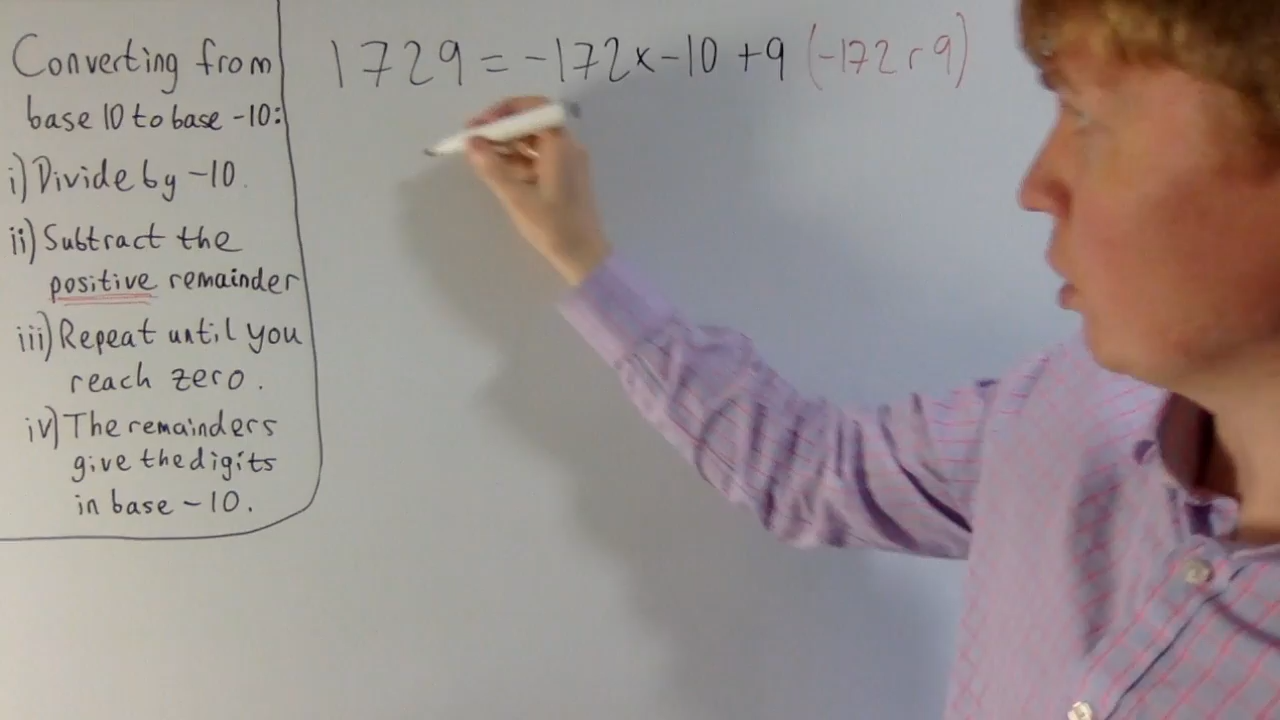 Converting from
base 10 to base -10:
i) Divide by -10.
ii) Subtract the
positive remainder
iii) Repeat until you
reach zero.
iv) The remainders
give the digits
in base -10.
1729 = -172x-10 +9 (-172 r 9)